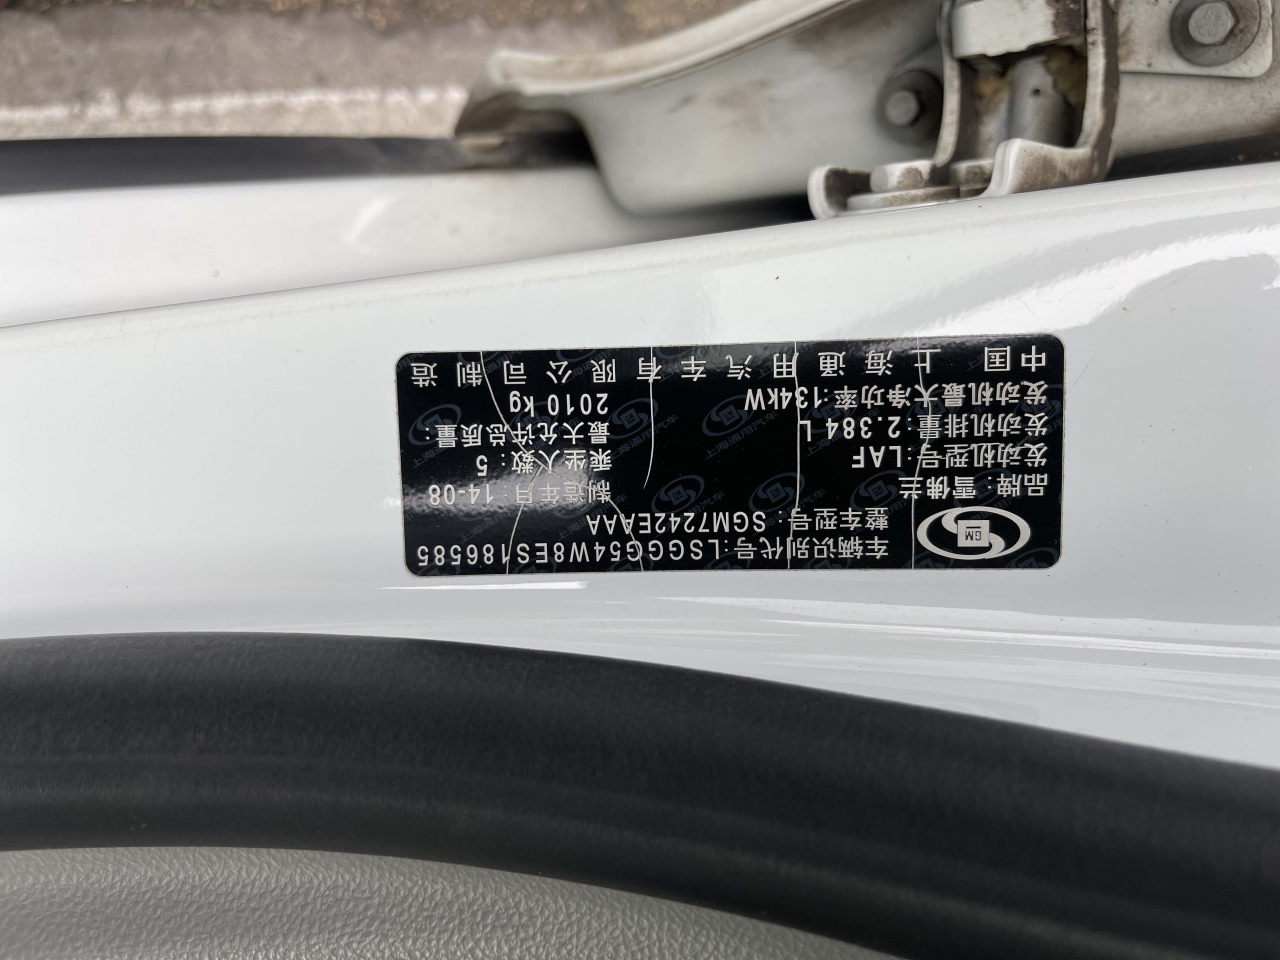 车辆识别代号:LSGGG54W8ES186585
整车型号:SGM7242EAAA
GM
品牌:雪佛兰 制造年月:14-08
发动机型号:LAF 乘坐人数:5
发动机排量:2.384 L 最大允许总质量:
发动机最大净功率:134kW 2010kg
中国 上海通用汽车有限公司制造